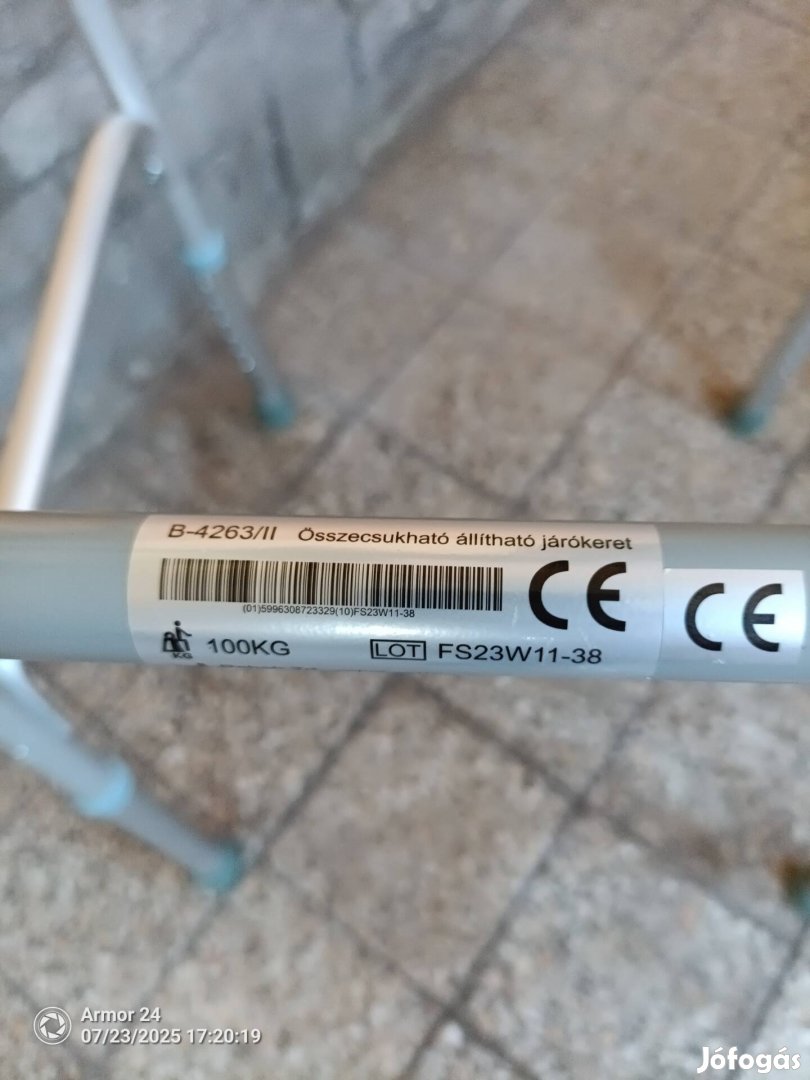 B-4263/II Összecsukható állítható járókeret
(01)5996308723329(10)FS23W11-38
CE
CE
KG 100KG LOT FS23W11-38
Armor 24
07/23/2025 17:20:19
Jófogás